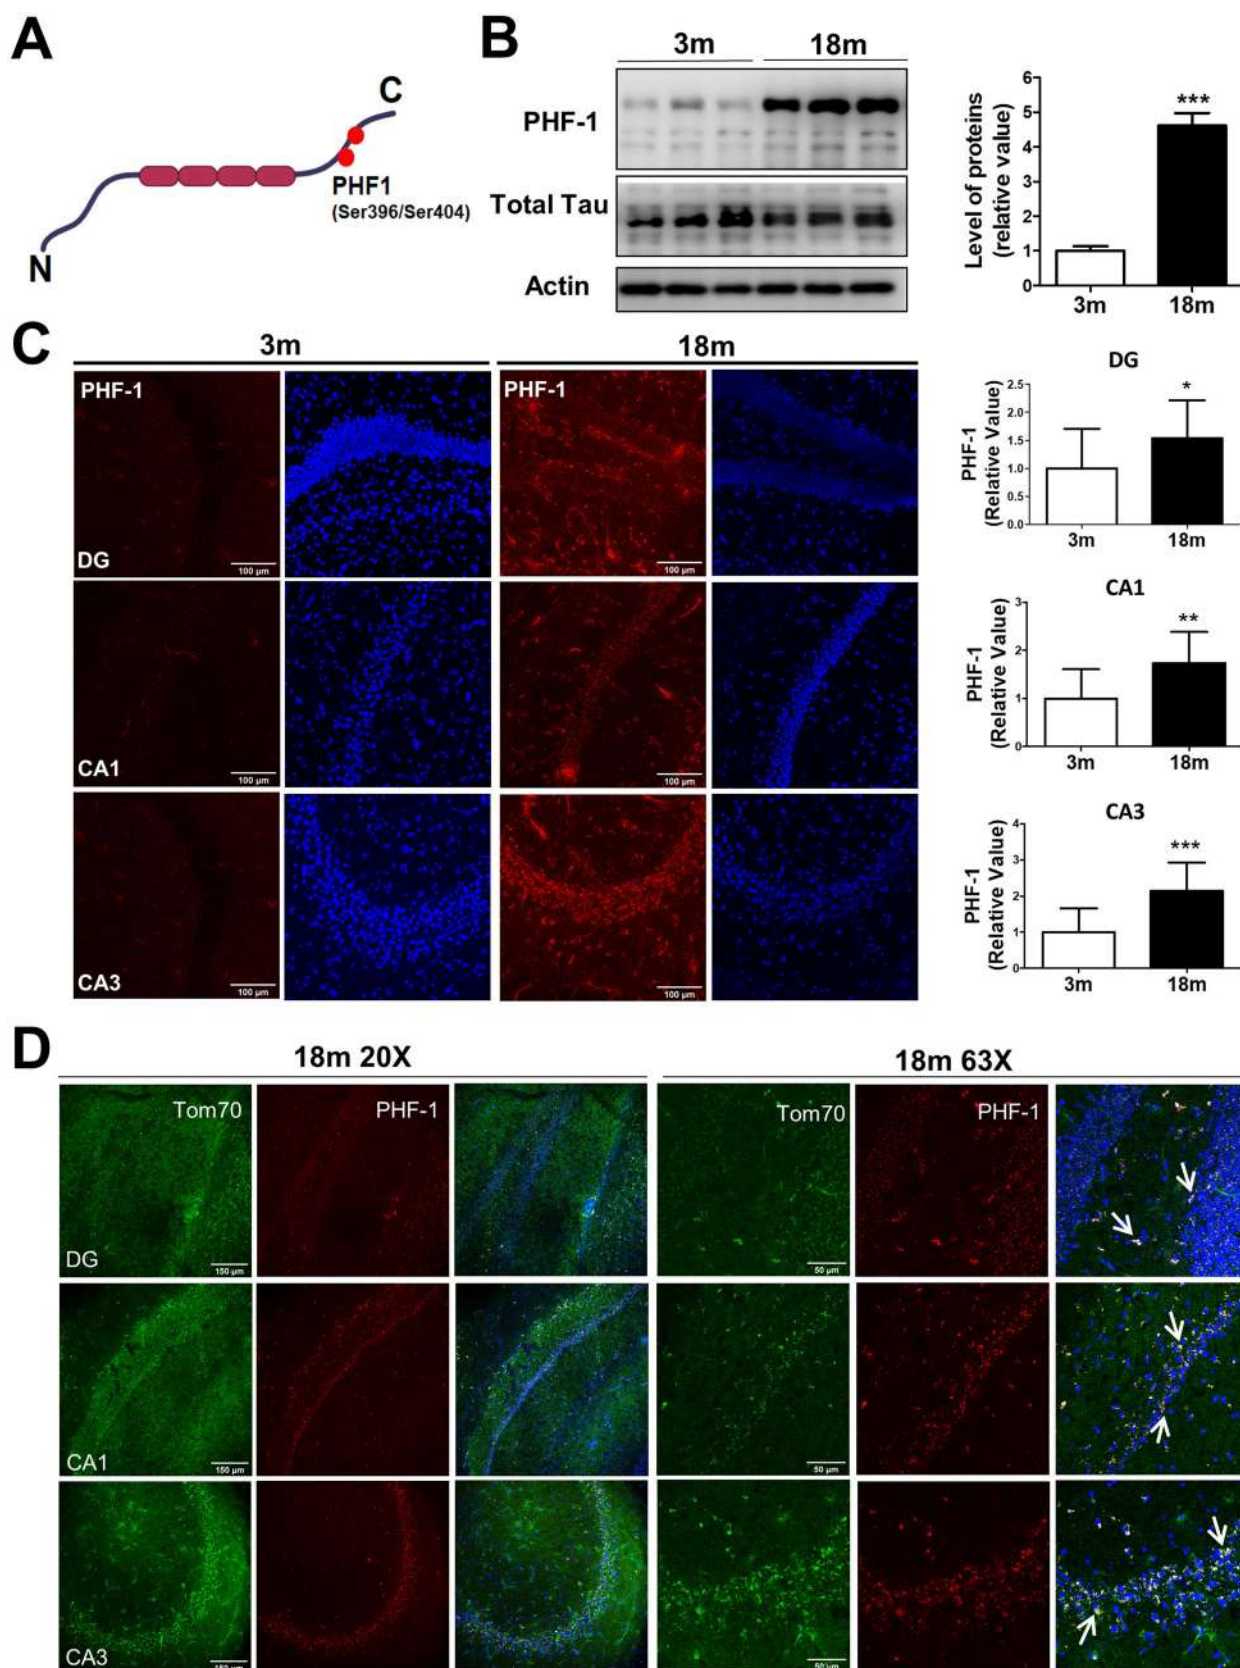 A
C
PHF1
(Ser396/Ser404)
N
B
3m 18m
PHF-1
Total Tau
Actin
Level of proteins
(relative value)
6
5
4
3
2
1
0
***
3m 18m
C
3m 18m
PHF-1 PHF-1
DG
100 µm 100 µm
CA1
100 µm 100 µm
CA3
100 µm 100 µm
DG
PHF-1
(Relative Value)
2.5
2.0
1.5
1.0
0.5
0.0
*
3m 18m
CA1
PHF-1
(Relative Value)
3
2
1
0
**
3m 18m
CA3
PHF-1
(Relative Value)
4
3
2
1
0
***
3m 18m
D
18m 20X 18m 63X
Tom70 PHF-1 Tom70 PHF-1
DG
150 µm 50 µm
CA1
150 µm 50 µm
CA3
150 µm 50 µm